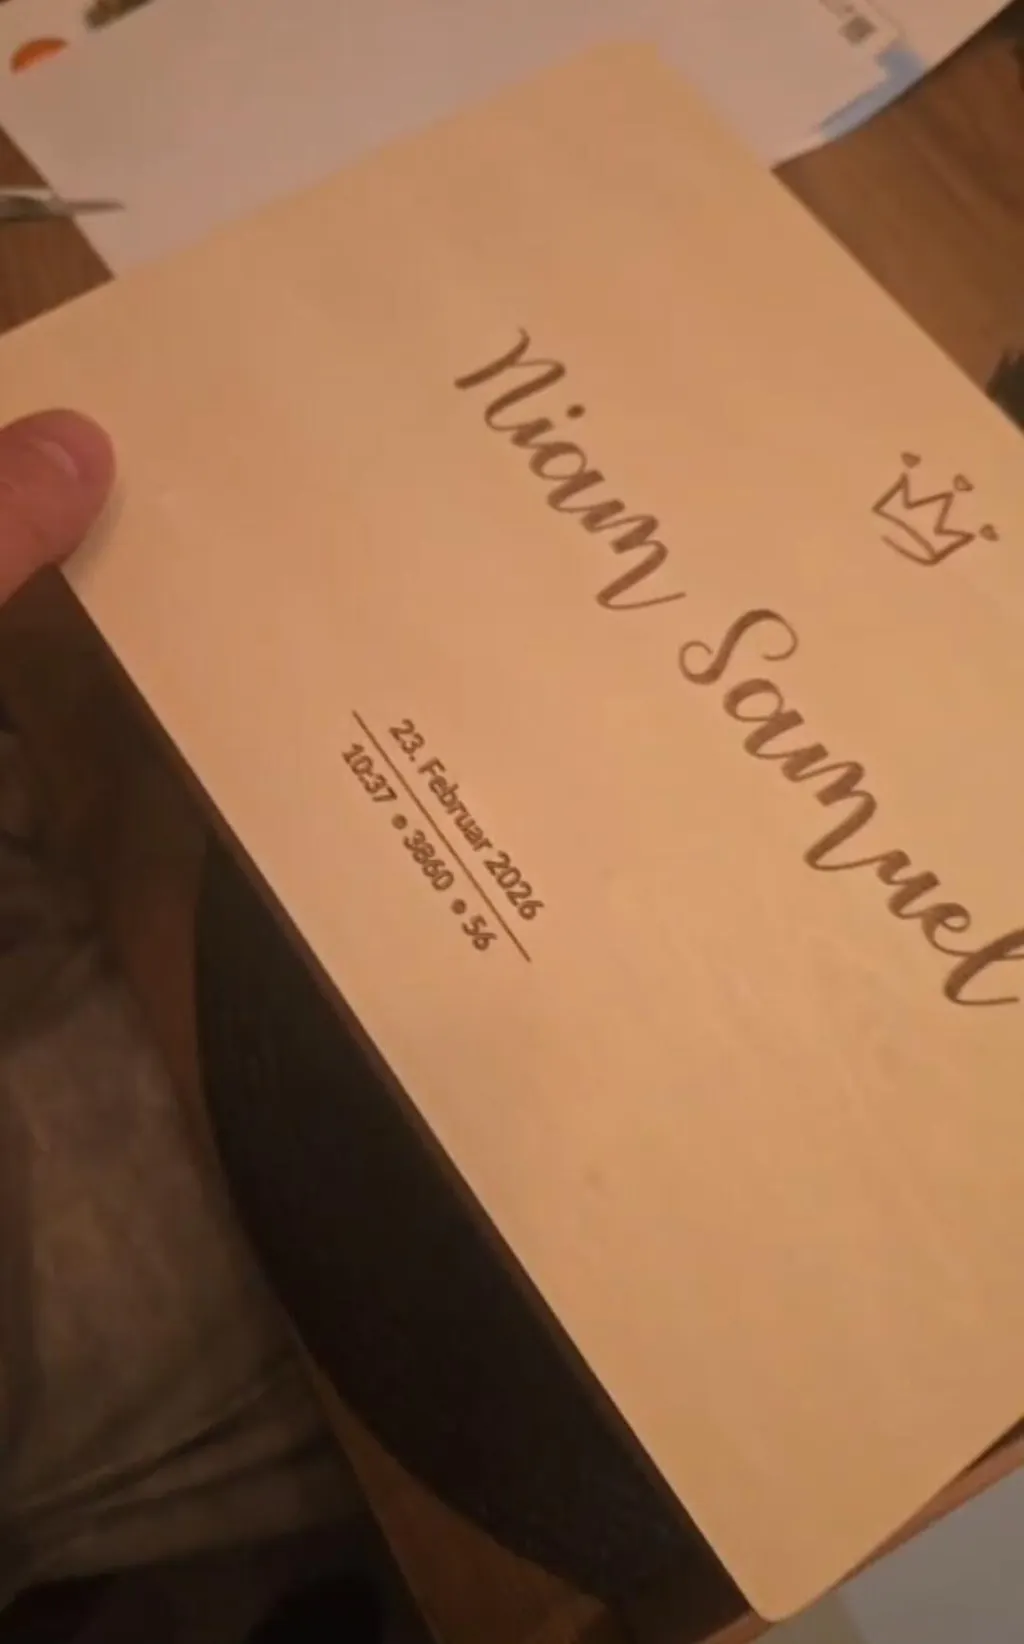 Niam Samuel
23. Februar 2026
10:37 • 3860 • 56